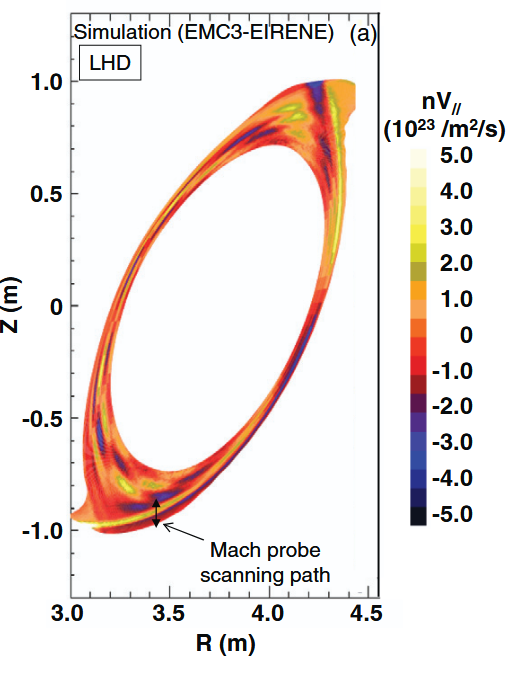 Simulation (EMC3-EIRENE) (a)
LHD
nV//
(10²³ /m²/s)
5.0
4.0
3.0
2.0
1.0
0
-1.0
-2.0
-3.0
-4.0
-5.0
1.0
0.5
0
-0.5
-1.0
Z (m)
Mach probe
scanning path
3.0 3.5 4.0 4.5
R (m)